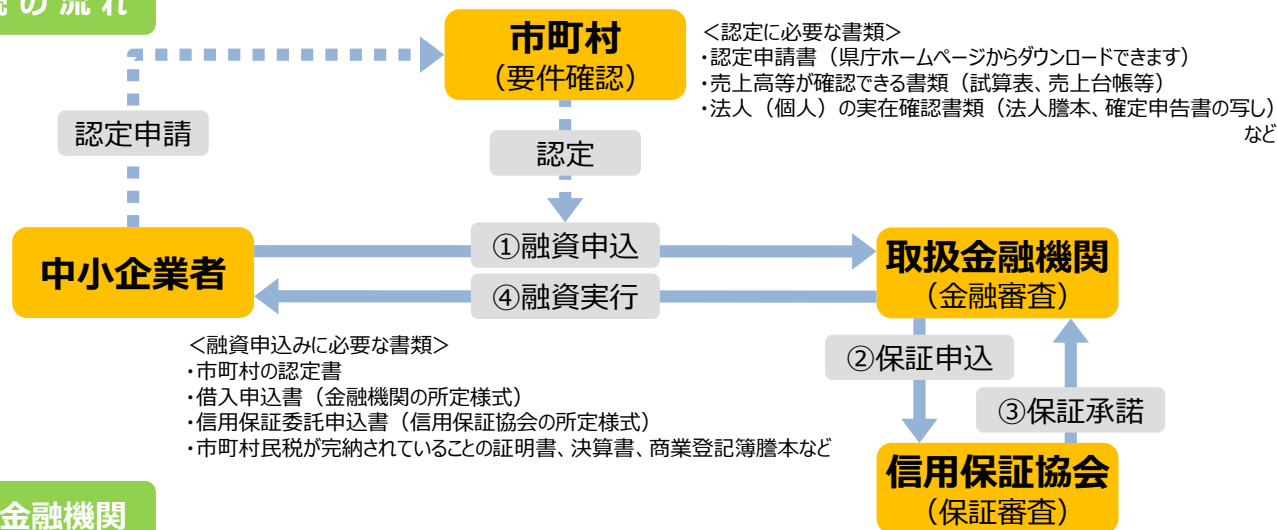 の流れ
市町村
(要件確認)
＜認定に必要な書類＞
・認定申請書（県庁ホームページからダウンロードできます）
・売上高等が確認できる書類（試算表、売上台帳等）
・法人（個人）の実在確認書類（法人謄本、確定申告書の写し）
など
認定申請
認定
中小企業者
①融資申込
④融資実行
取扱金融機関
（金融審査）
＜融資申込みに必要な書類＞
・市町村の認定書
・借入申込書（金融機関の所定様式）
・信用保証委託申込書（信用保証協会の所定様式）
・市町村民税が完納されていることの証明書、決算書、商業登記簿謄本など
②保証申込
③保証承諾
信用保証協会
（保証審査）
金融機関